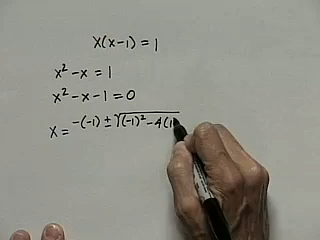 x(x-1) = 1
x² - x = 1
x² - x - 1 = 0
x = -(-1) ± √(-1)² - 4(1